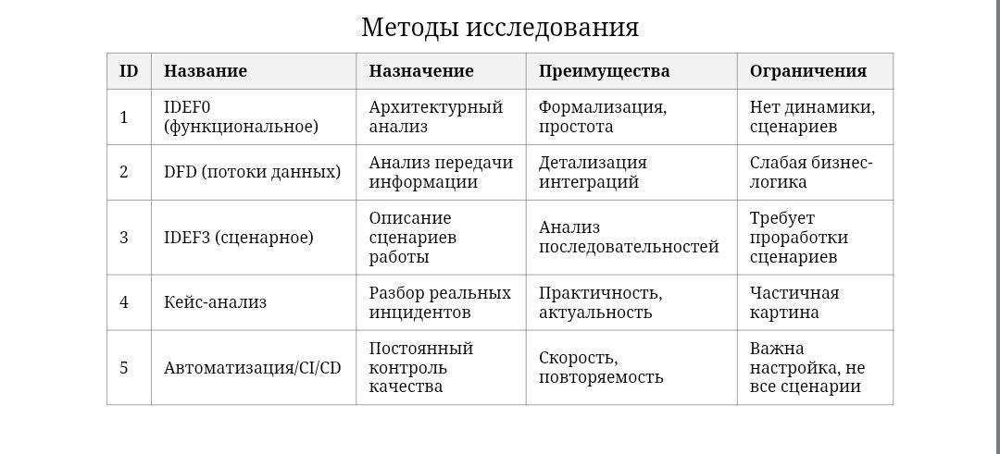 Методы исследования
ID Название Назначение Преимущества Ограничения
1 IDEF0 (функциональное) Архитектурный анализ Формализация, простота Нет динамики, сценариев
2 DFD (потоки данных) Анализ передачи информации Детализация интеграций Слабая бизнес-логика
3 IDEF3 (сценарное) Описание сценариев работы Анализ последовательностей Требует проработки сценариев
4 Кейс-анализ Разбор реальных инцидентов Практичность, актуальность Частичная картина
5 Автоматизация/CI/CD Постоянный контроль качества Скорость, повторяемость Важна настройка, не все сценарии